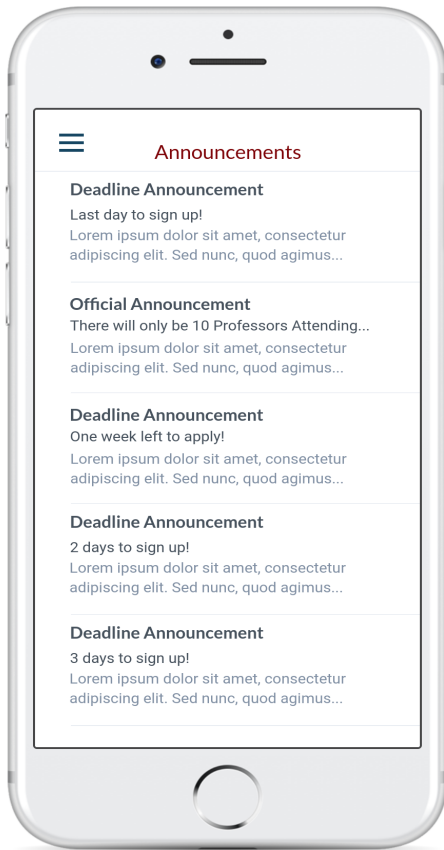 Announcements
Deadline Announcement
Last day to sign up!
Lorem ipsum dolor sit amet, consectetur
adipiscing elit. Sed nunc, quod agimus...
Official Announcement
There will only be 10 Professors Attending...
Lorem ipsum dolor sit amet, consectetur
adipiscing elit. Sed nunc, quod agimus...
Deadline Announcement
One week left to apply!
Lorem ipsum dolor sit amet, consectetur
adipiscing elit. Sed nunc, quod agimus...
Deadline Announcement
2 days to sign up!
Lorem ipsum dolor sit amet, consectetur
adipiscing elit. Sed nunc, quod agimus...
Deadline Announcement
3 days to sign up!
Lorem ipsum dolor sit amet, consectetur
adipiscing elit. Sed nunc, quod agimus...